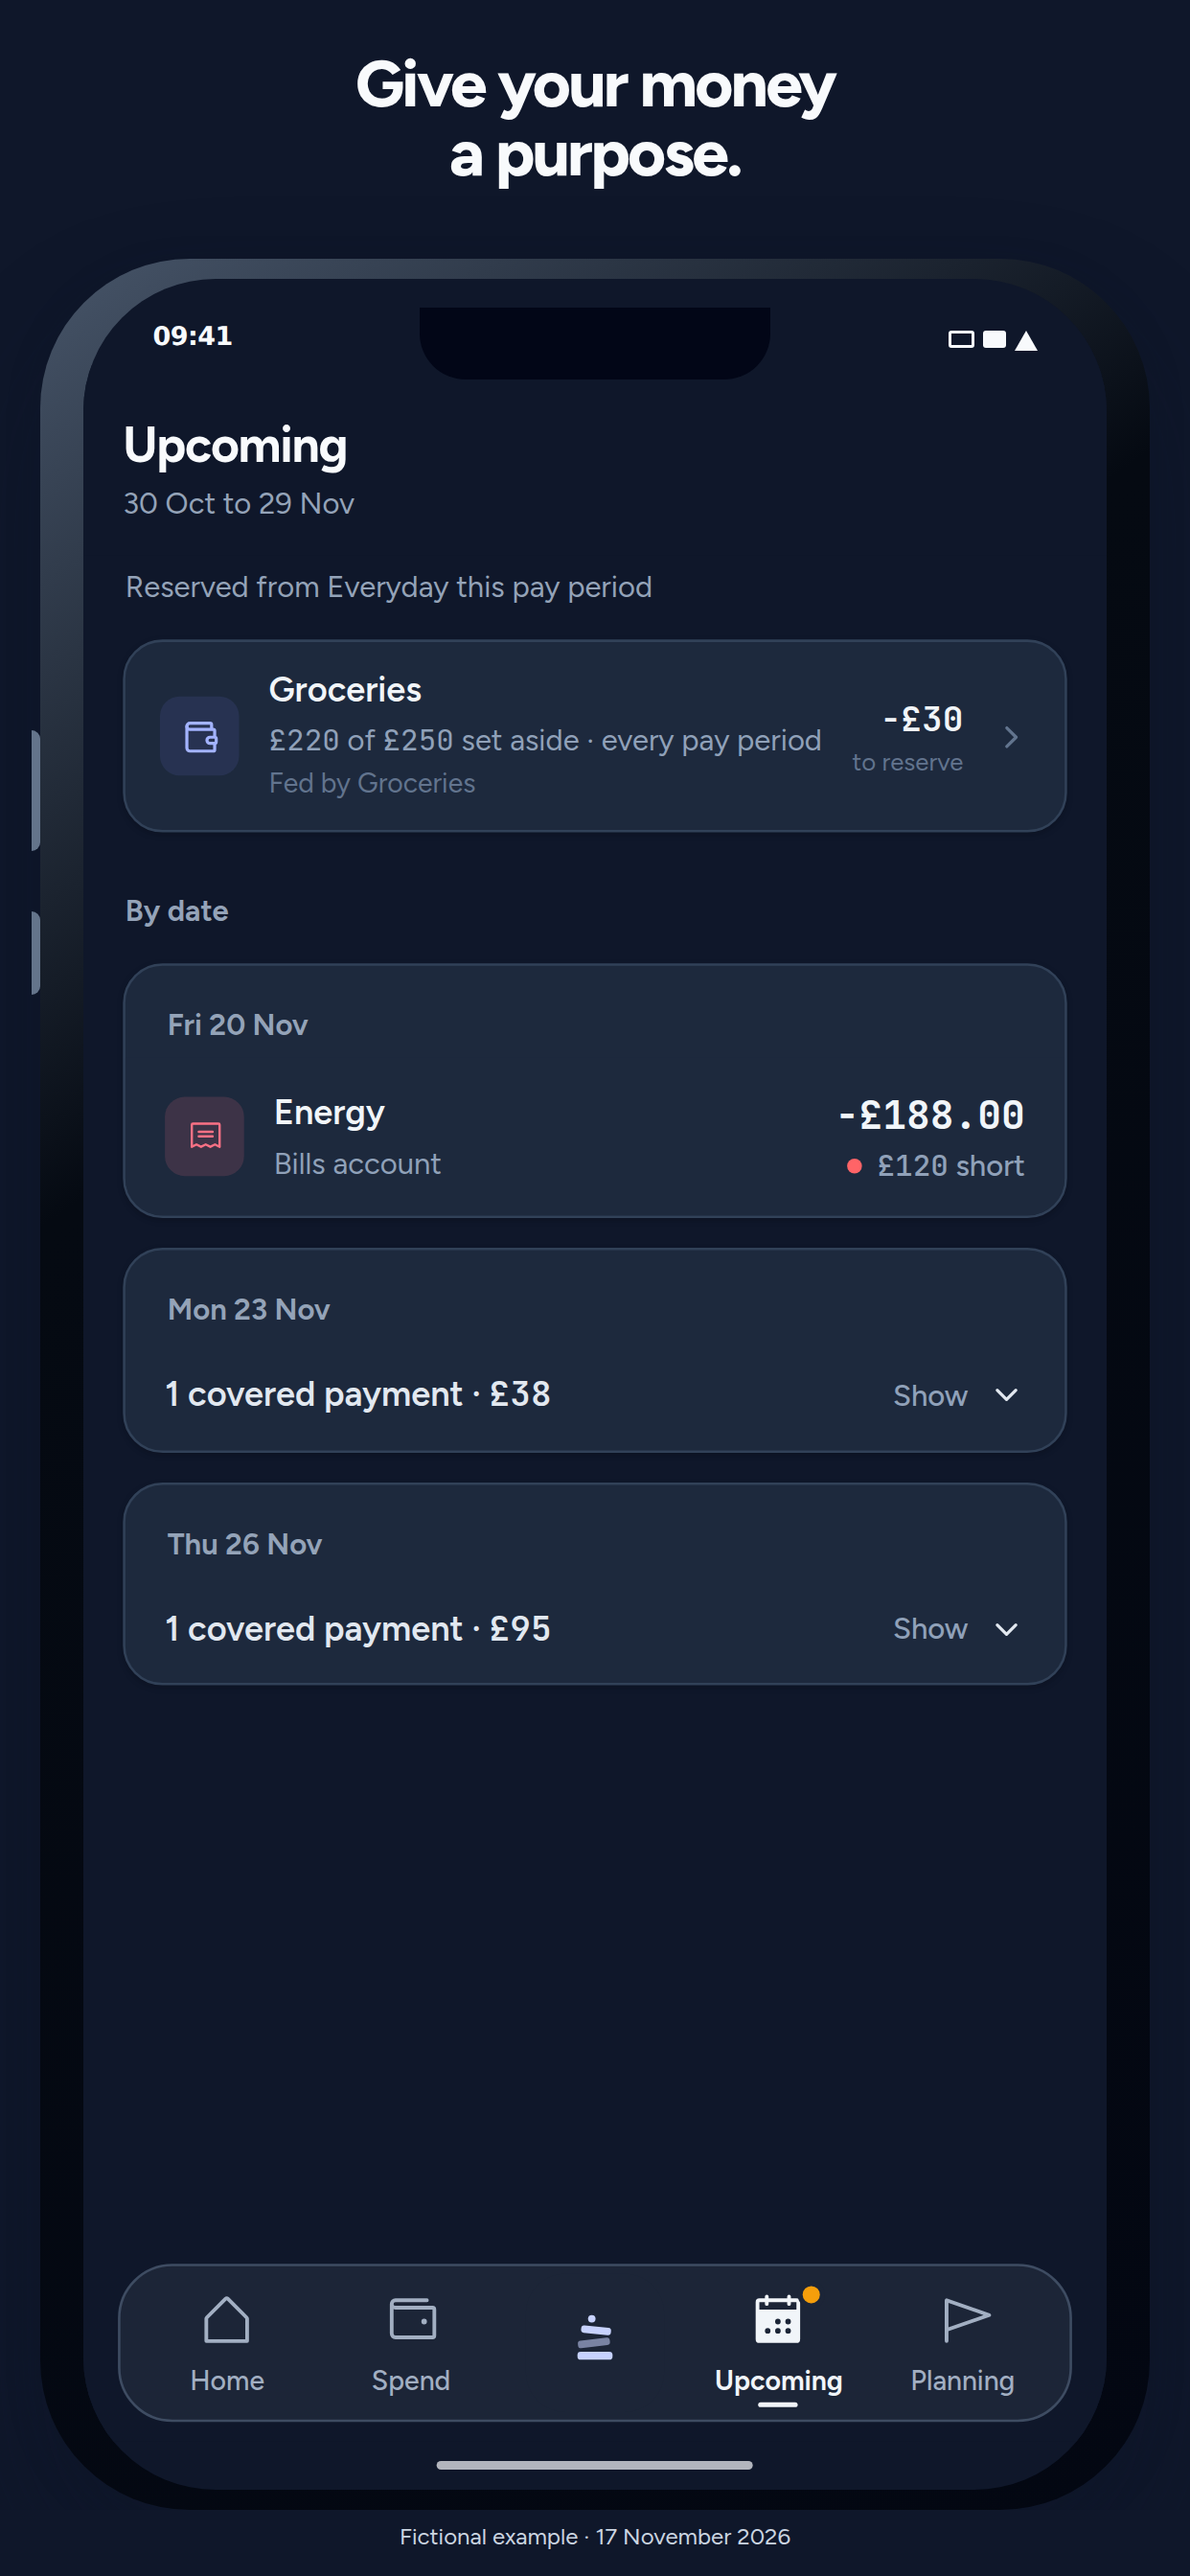 Give your money
a purpose.
09:41
Upcoming
30 Oct to 29 Nov
Reserved from Everyday this pay period
Groceries
£220 of £250 set aside · every pay period
Fed by Groceries
-£30
to reserve
By date
Fri 20 Nov
Energy
Bills account
-£188.00
£120 short
Mon 23 Nov
1 covered payment · £38
Show
Thu 26 Nov
1 covered payment · £95
Show
Home
Spend
Upcoming
Planning
Fictional example · 17 November 2026